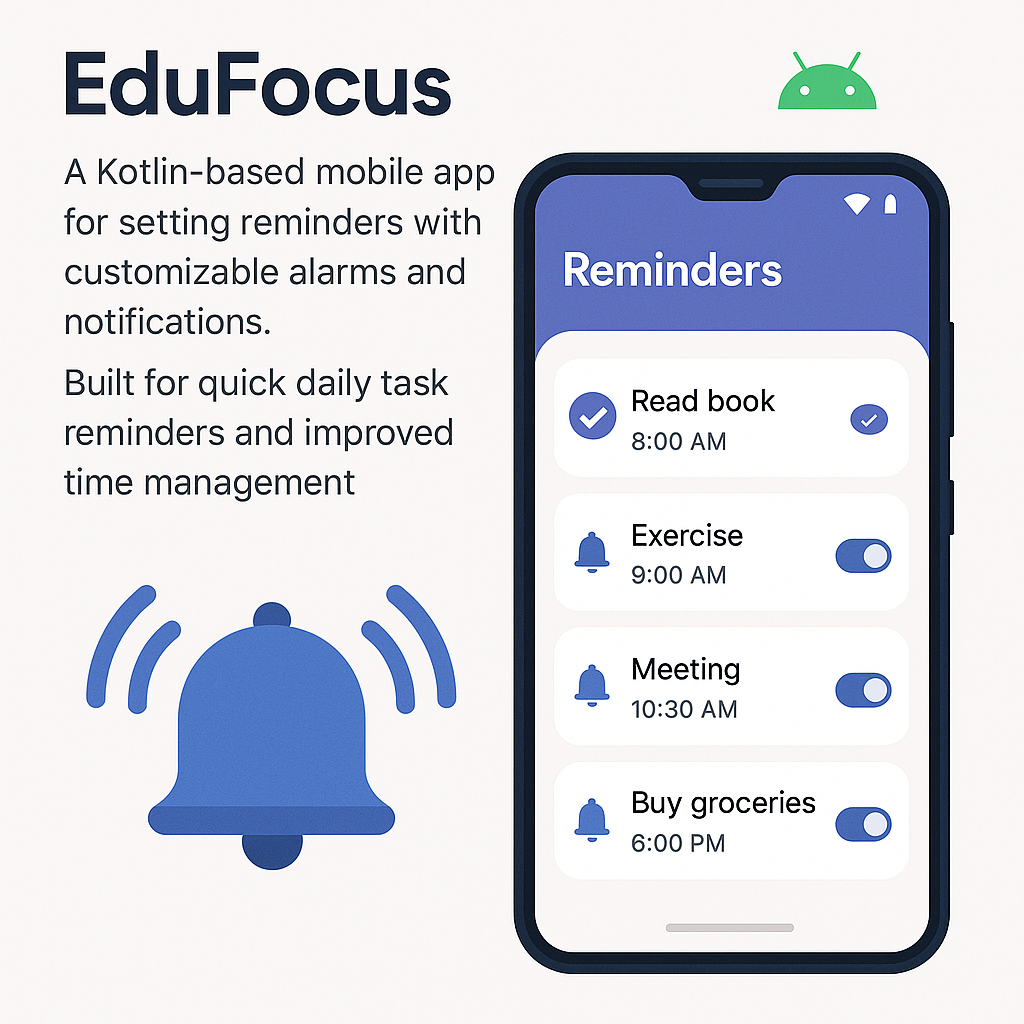 EduFocus
A Kotlin-based mobile app
for setting reminders with
customizable alarms and
notifications.
Built for quick daily task
reminders and improved
time management
Reminders
Read book
8:00 AM
Exercise
9:00 AM
Meeting
10:30 AM
Buy groceries
6:00 PM